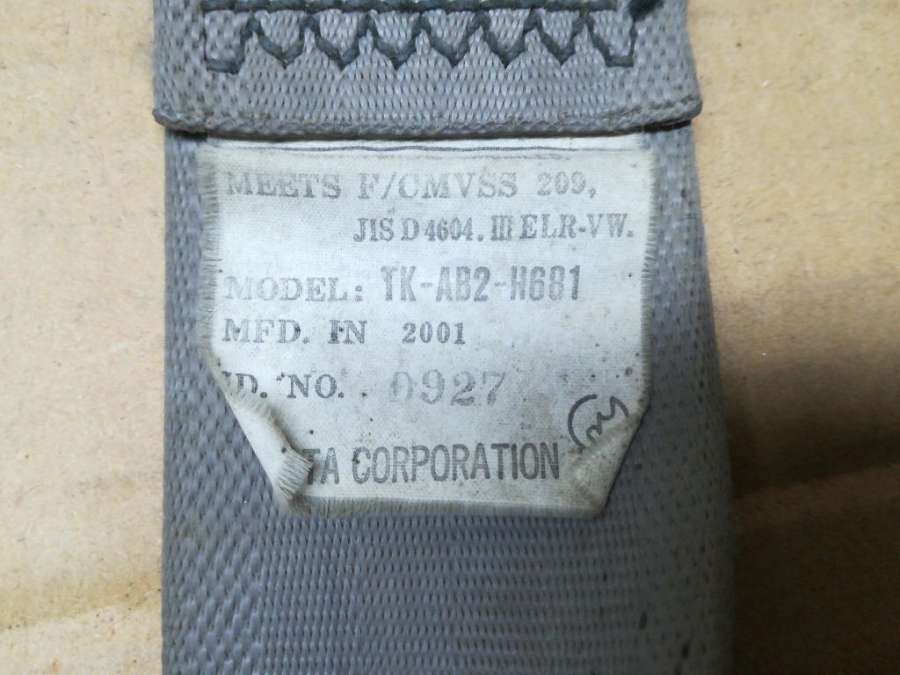 MEETS F/CMVSS 209,
JIS D 4604. III ELR-VW.
MODEL: TK-AB2-H681
MFD. IN 2001
ID. NO. 0927
TA CORPORATION